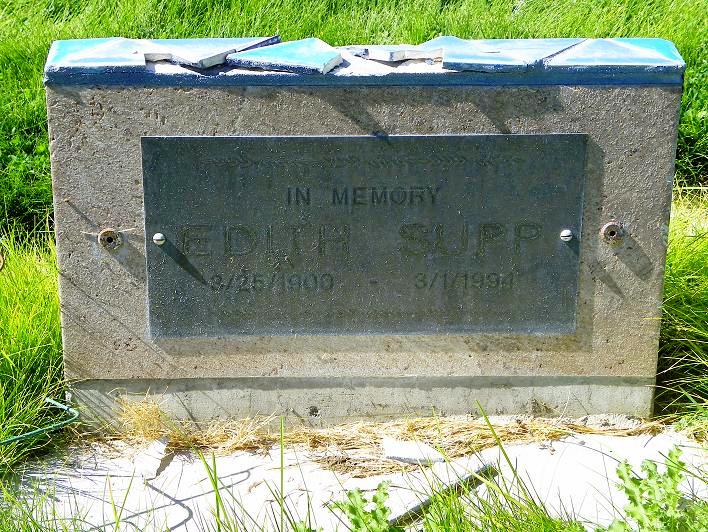 IN MEMORY
EDITH SUPP
3/25/1900 - 3/1/1994